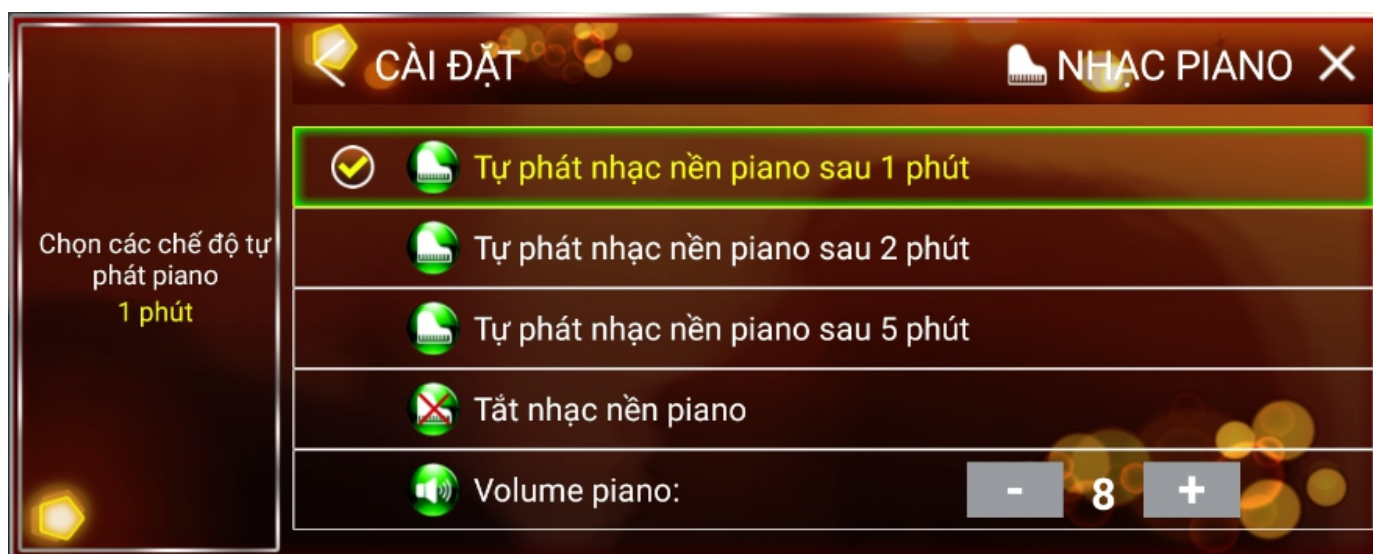 CÀI ĐẶT
NHẠC PIANO
Chọn các chế độ tự
phát piano
1 phút
Tự phát nhạc nền piano sau 1 phút
Tự phát nhạc nền piano sau 2 phút
Tự phát nhạc nền piano sau 5 phút
Tắt nhạc nền piano
Volume piano: - 8 +